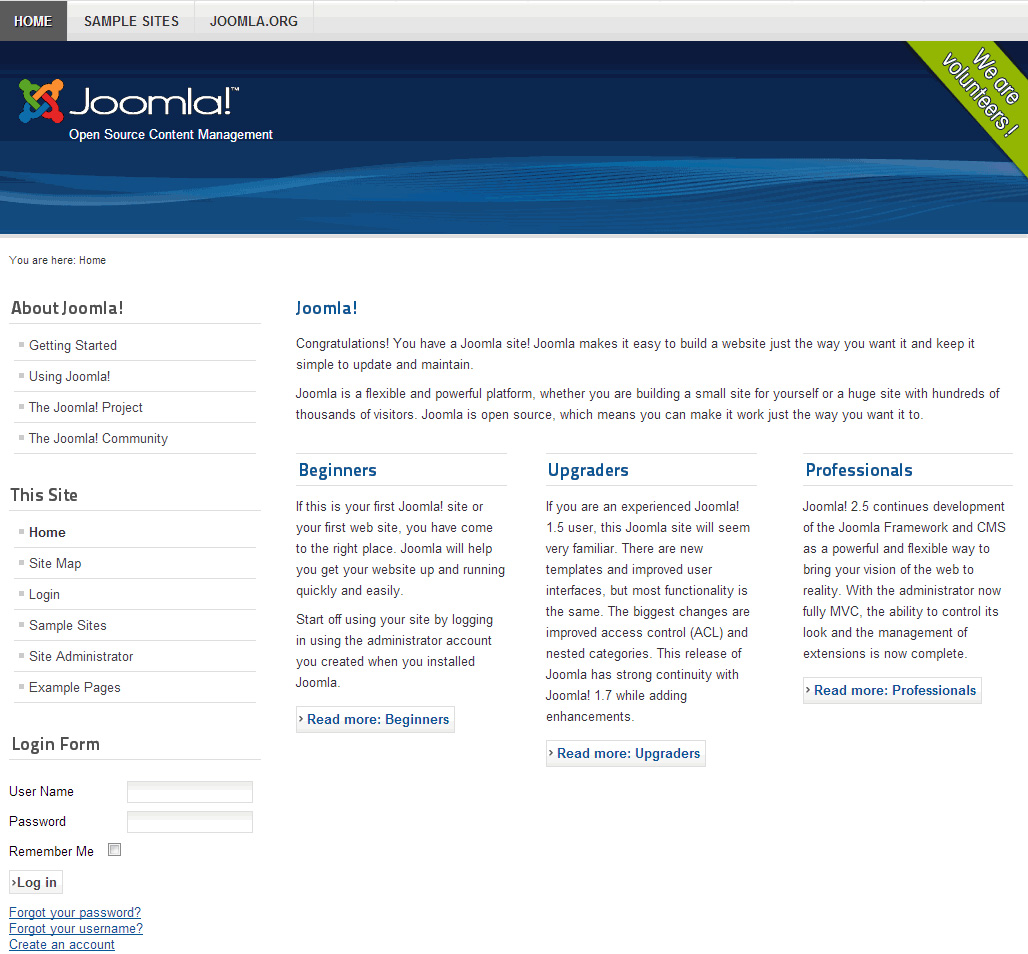 HOME
SAMPLE SITES
JOOMLA.ORG
Joomla!™
Open Source Content Management
We are
volunteers !
You are here: Home
About Joomla!
Getting Started
Using Joomla!
The Joomla! Project
The Joomla! Community
This Site
Home
Site Map
Login
Sample Sites
Site Administrator
Example Pages
Login Form
User Name
Password
Remember Me
Log in
Forgot your password?
Forgot your username?
Create an account
Joomla!
Congratulations! You have a Joomla site! Joomla makes it easy to build a website just the way you want it and keep it
simple to update and maintain.
Joomla is a flexible and powerful platform, whether you are building a small site for yourself or a huge site with hundreds of
thousands of visitors. Joomla is open source, which means you can make it work just the way you want it to.
Beginners
If this is your first Joomla! site or
your first web site, you have come
to the right place. Joomla will help
you get your website up and running
quickly and easily.
Start off using your site by logging
in using the administrator account
you created when you installed
Joomla.
Read more: Beginners
Upgraders
If you are an experienced Joomla!
1.5 user, this Joomla site will seem
very familiar. There are new
templates and improved user
interfaces, but most functionality is
the same. The biggest changes are
improved access control (ACL) and
nested categories. This release of
Joomla has strong continuity with
Joomla! 1.7 while adding
enhancements.
Read more: Upgraders
Professionals
Joomla! 2.5 continues development
of the Joomla Framework and CMS
as a powerful and flexible way to
bring your vision of the web to
reality. With the administrator now
fully MVC, the ability to control its
look and the management of
extensions is now complete.
Read more: Professionals